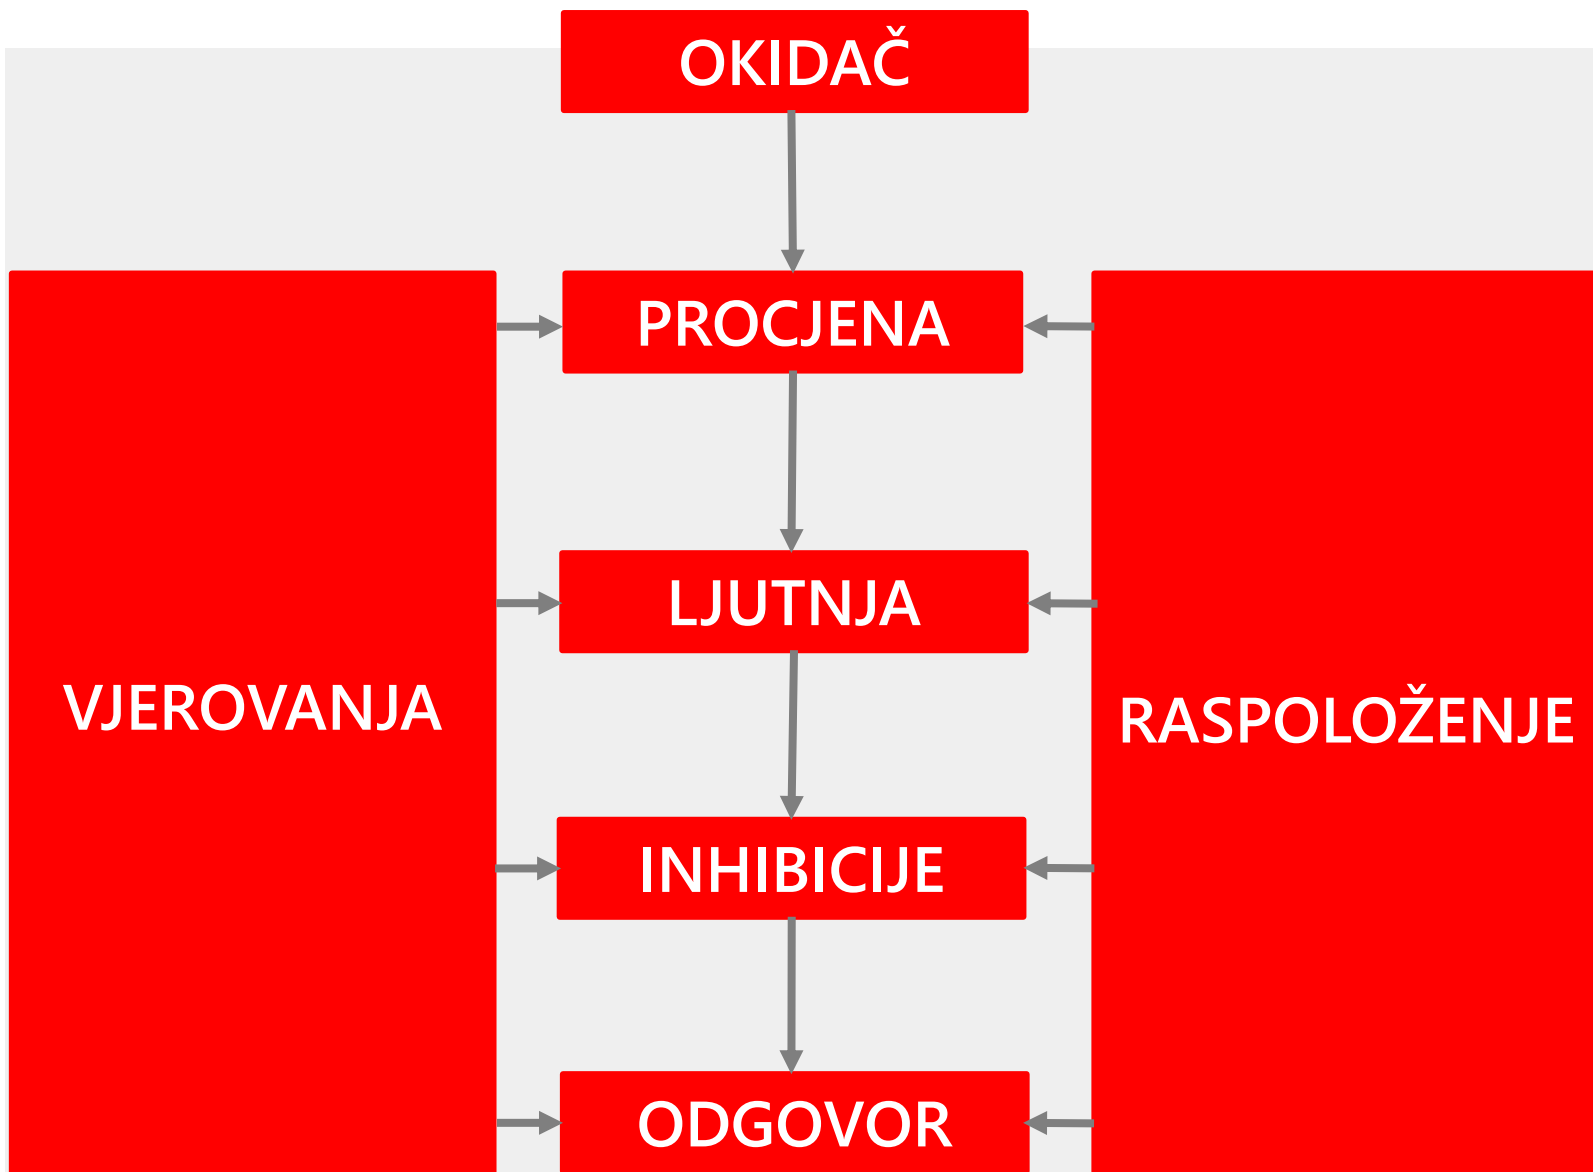 OKIDAČ
PROCJENA
LJUTNJA
VJEROVANJA
RASPOLOŽENJE
INHIBICIJE
ODGOVOR